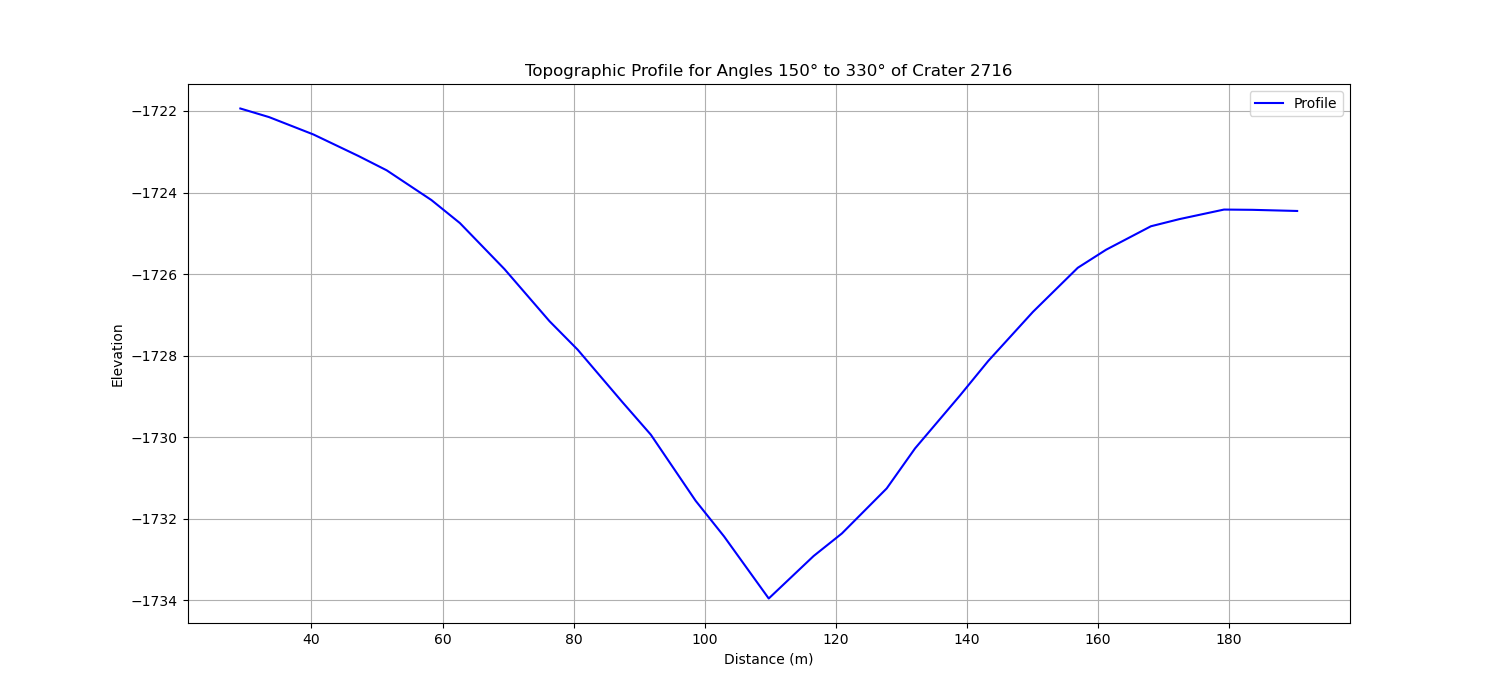 Topographic Profile for Angles 150° to 330° of Crater 2716
Profile
Elevation
−1722
−1724
−1726
−1728
−1730
−1732
−1734
40 60 80 100 120 140 160 180
Distance (m)